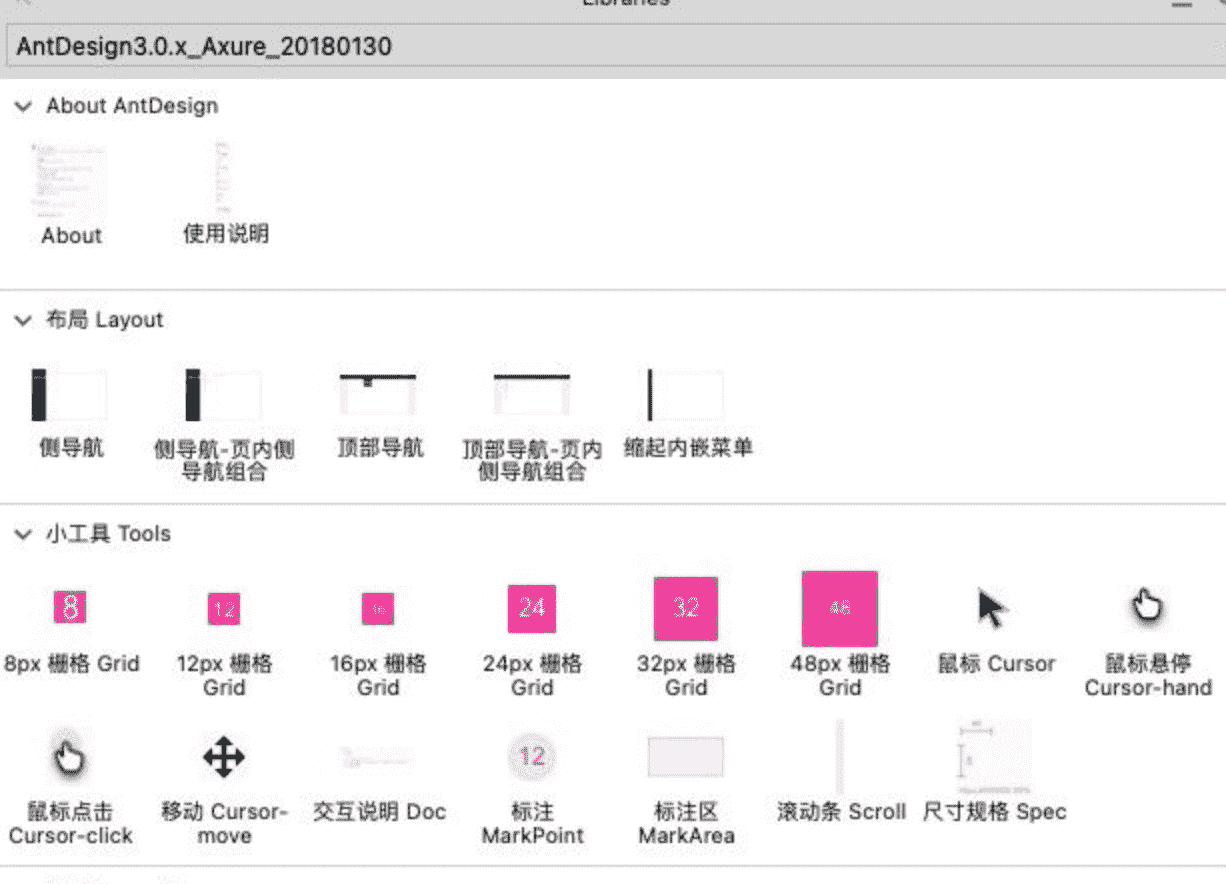 Libraries
AntDesign3.0.x_Axure_20180130
About AntDesign
About
使用说明
布局 Layout
侧导航
侧导航-页内侧
导航组合
顶部导航
顶部导航-页内
侧导航组合
缩起内嵌菜单
小工具 Tools
8
12
16
24
32
48
8px 栅格 Grid
12px 栅格
Grid
16px 栅格
Grid
24px 栅格
Grid
32px 栅格
Grid
48px 栅格
Grid
鼠标 Cursor
鼠标悬停
Cursor-hand
12
鼠标点击
Cursor-click
移动 Cursor-
move
交互说明 Doc
标注
MarkPoint
标注区
MarkArea
滚动条 Scroll
尺寸规格 Spec